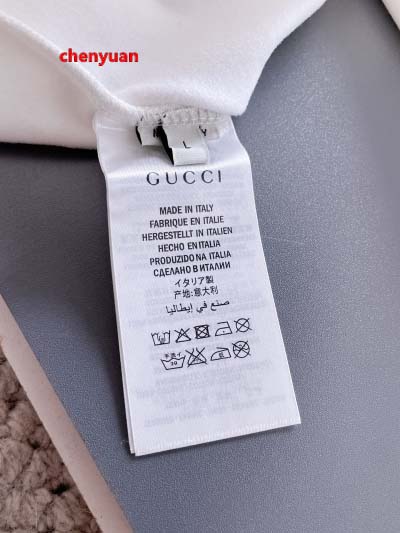 chenyuan
L
GUCCI
MADE IN ITALY
FABRIQUE EN ITALIE
HERGESTELLT IN ITALIEN
HECHO EN ITALIA
PRODUZIDO NA ITALIA
СДЕЛАНО В ИТАЛИИ
イタリア製
产地:意大利
صنع في إيطاليا